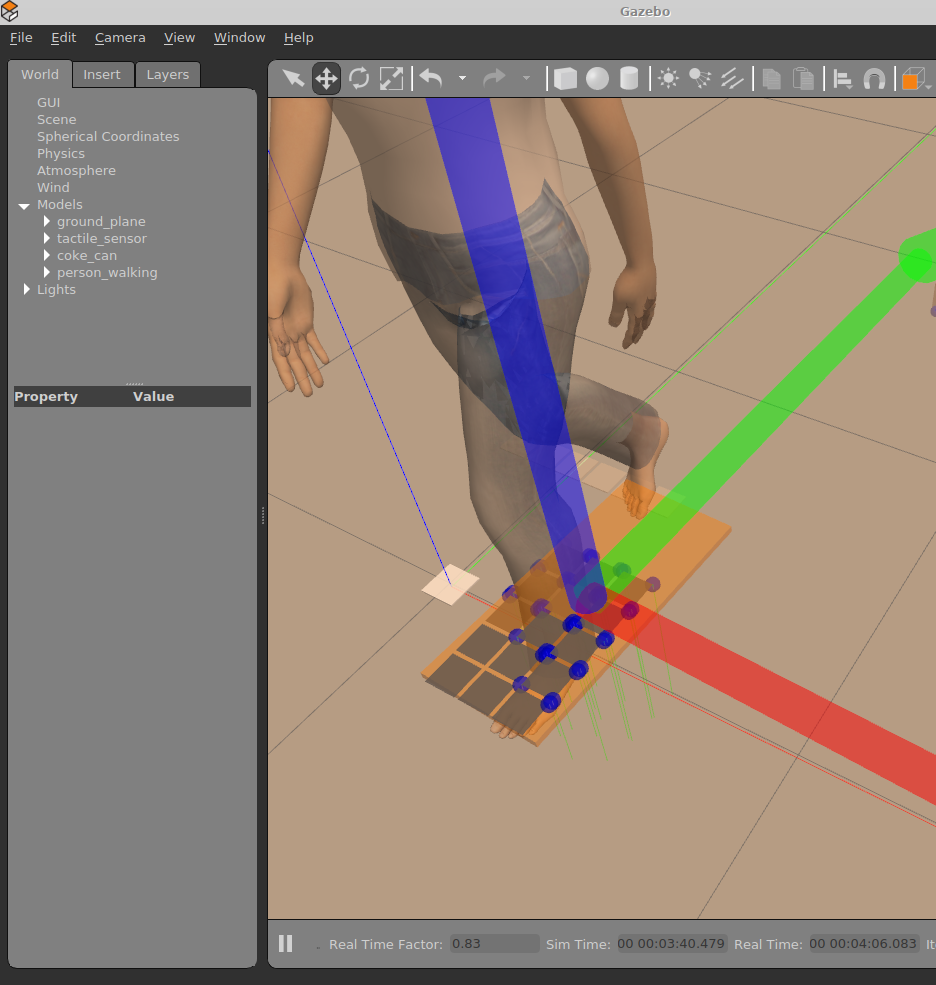 Gazebo
File Edit Camera View Window Help
World Insert Layers
GUI
Scene
Spherical Coordinates
Physics
Atmosphere
Wind
Models
ground_plane
tactile_sensor
coke_can
person_walking
Lights
Property Value
Real Time Factor: 0.83 Sim Time: 00 00:03:40.479 Real Time: 00 00:04:06.083 It